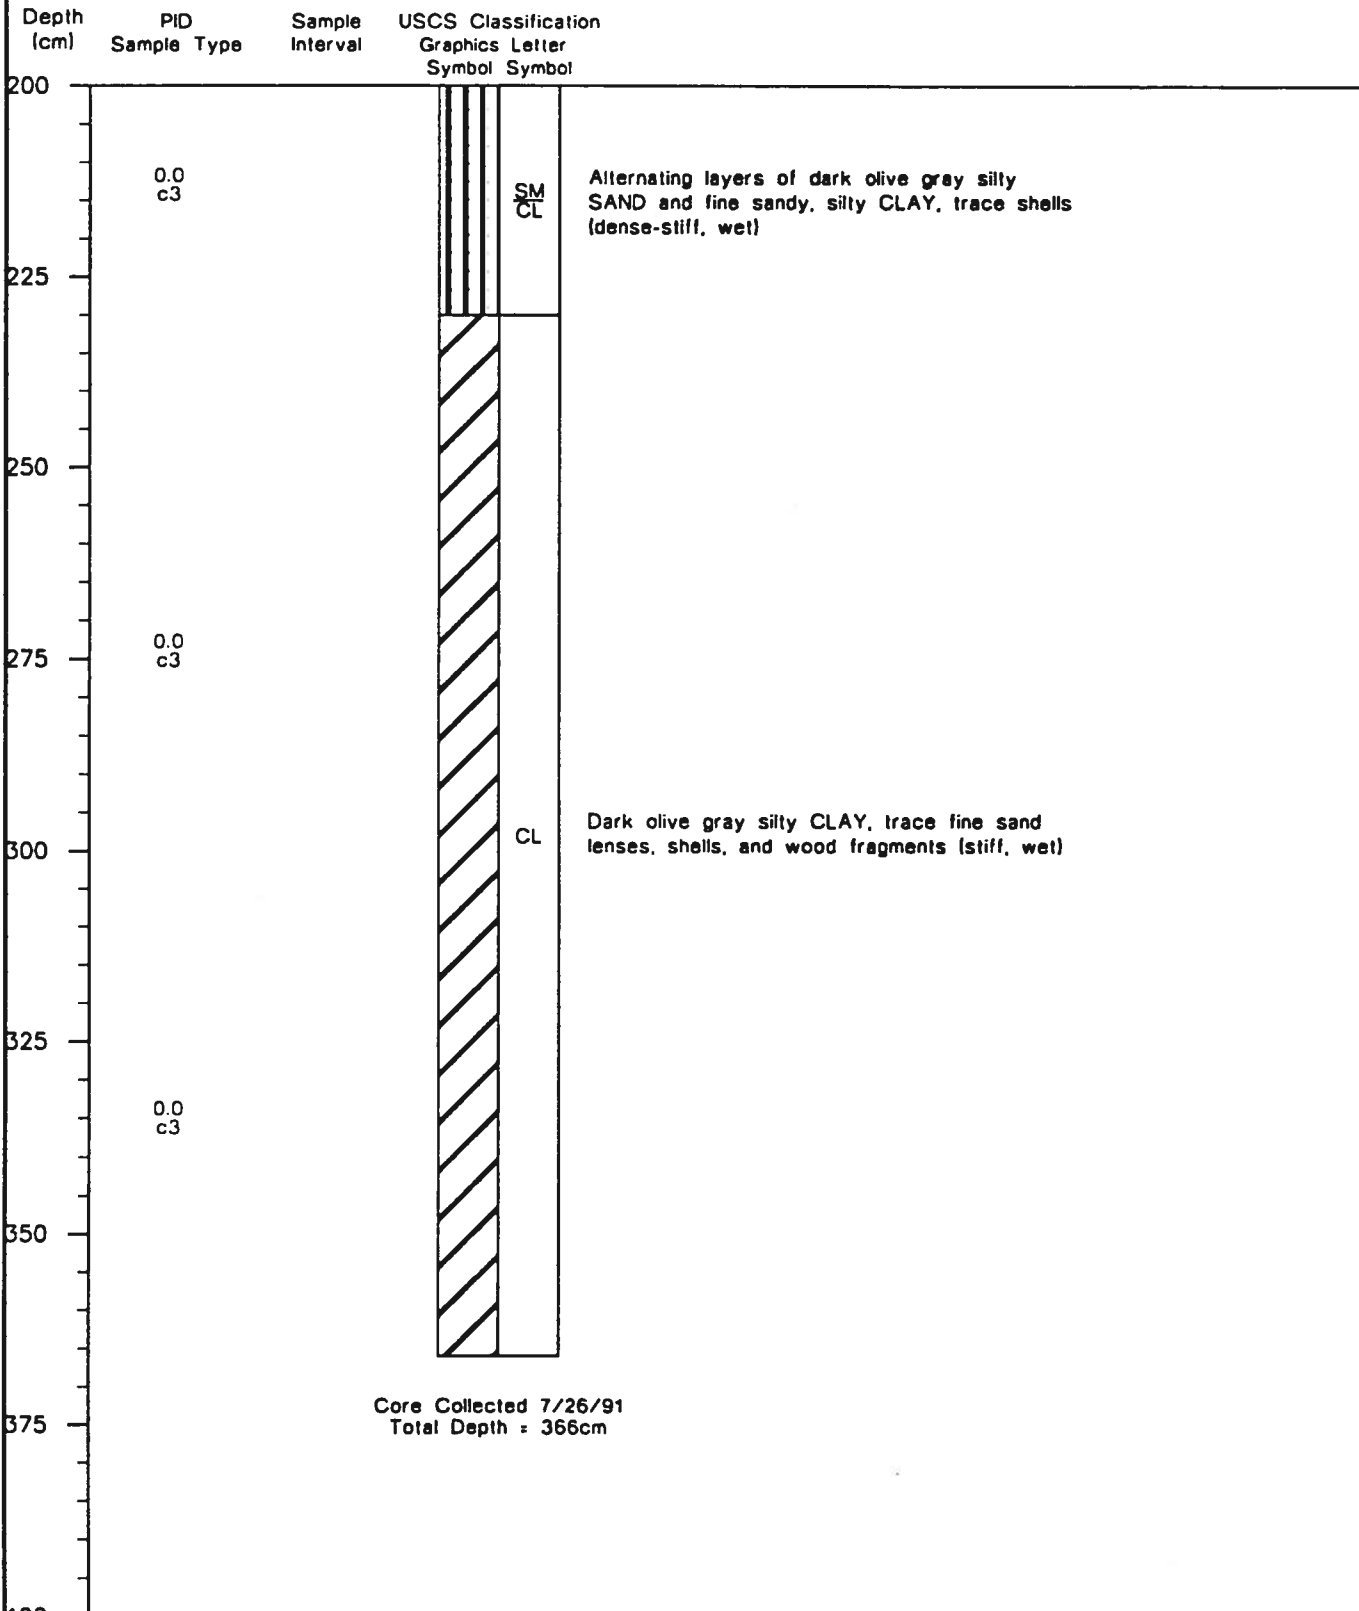 Depth
(cm)
PID
Sample Type
Sample
Interval
USCS Classification
Graphics Letter
Symbol Symbol
200
0.0
c3
SM
CL
Alternating layers of dark olive gray silty
SAND and fine sandy, silty CLAY, trace shells
(dense-stiff, wet)
225
250
0.0
c3
275
CL
Dark olive gray silty CLAY, trace fine sand
lenses, shells, and wood fragments (stiff, wet)
300
325
0.0
c3
350
Core Collected 7/26/91
Total Depth = 366cm
375